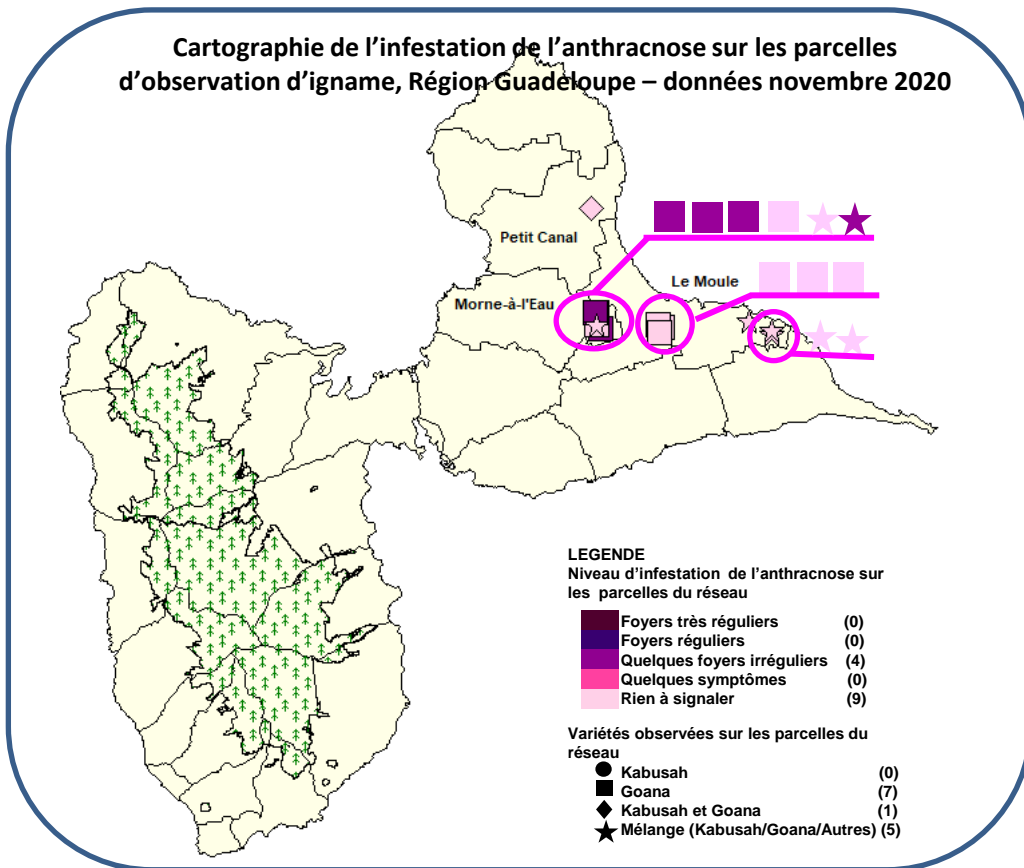 Cartographie de l'infestation de l'anthracnose sur les parcelles
d'observation d'igname, Région Guadeloupe – données novembre 2020
Petit Canal
Le Moule
Morne-à-l'Eau
LEGENDE
Niveau d'infestation de l'anthracnose sur
les parcelles du réseau
Foyers très réguliers (0)
Foyers réguliers (0)
Quelques foyers irréguliers (4)
Quelques symptômes (0)
Rien à signaler (9)
Variétés observées sur les parcelles du
réseau
Kabusah (0)
Goana (7)
Kabusah et Goana (1)
Mélange (Kabusah/Goana/Autres) (5)